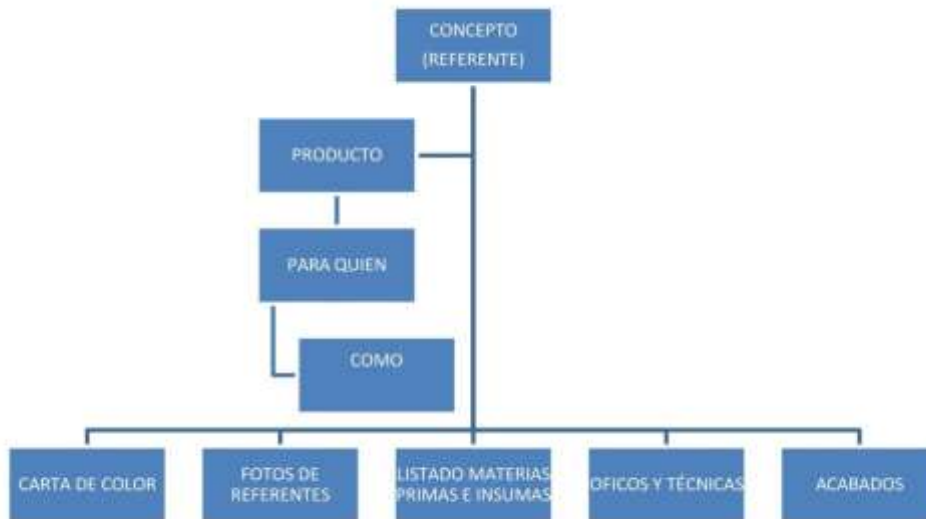 CONCEPTO
(REFERENTE)
PRODUCTO
PARA QUIEN
COMO
CARTA DE COLOR
FOTOS DE
REFERENTES
LISTADO MATERIAS
PRIMAS E INSUMAS
OFICOS Y TÉCNICAS
ACABADOS